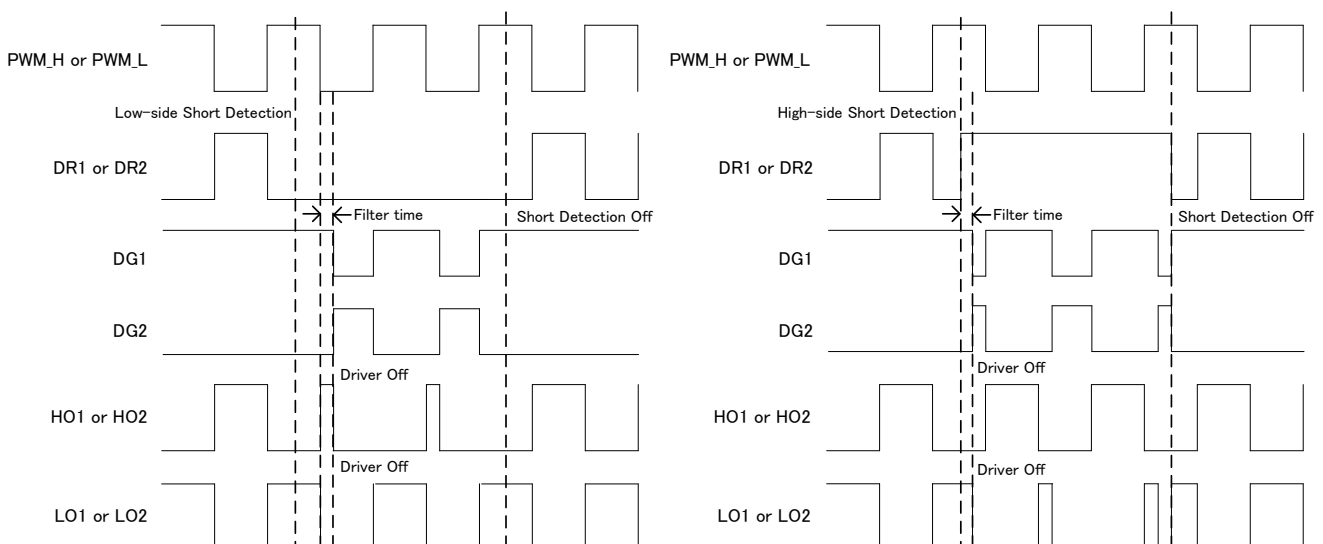 PWM_H or PWM_L
Low-side Short Detection
DR1 or DR2
Filter time
Short Detection Off
DG1
DG2
Driver Off
HO1 or HO2
Driver Off
LO1 or LO2
PWM_H or PWM_L
High-side Short Detection
DR1 or DR2
Filter time
Short Detection Off
DG1
DG2
Driver Off
HO1 or HO2
Driver Off
LO1 or LO2